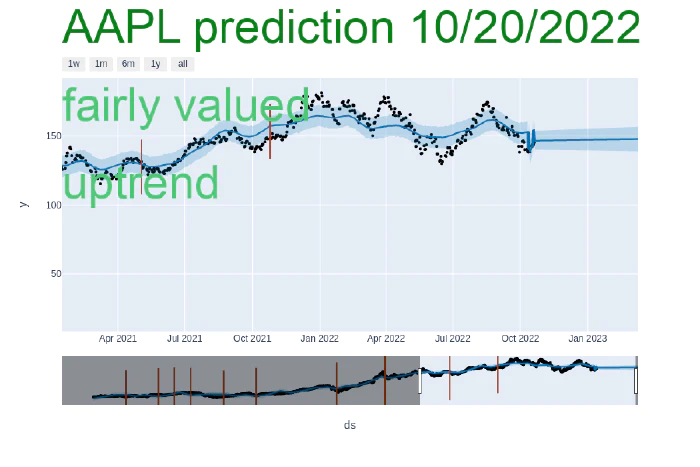 AAPL prediction 10/20/2022
1w 1m 6m 1y all
fairly valued
150
uptrend
100
y
50
Apr 2021 Jul 2021 Oct 2021 Jan 2022 Apr 2022 Jul 2022 Oct 2022 Jan 2023
ds